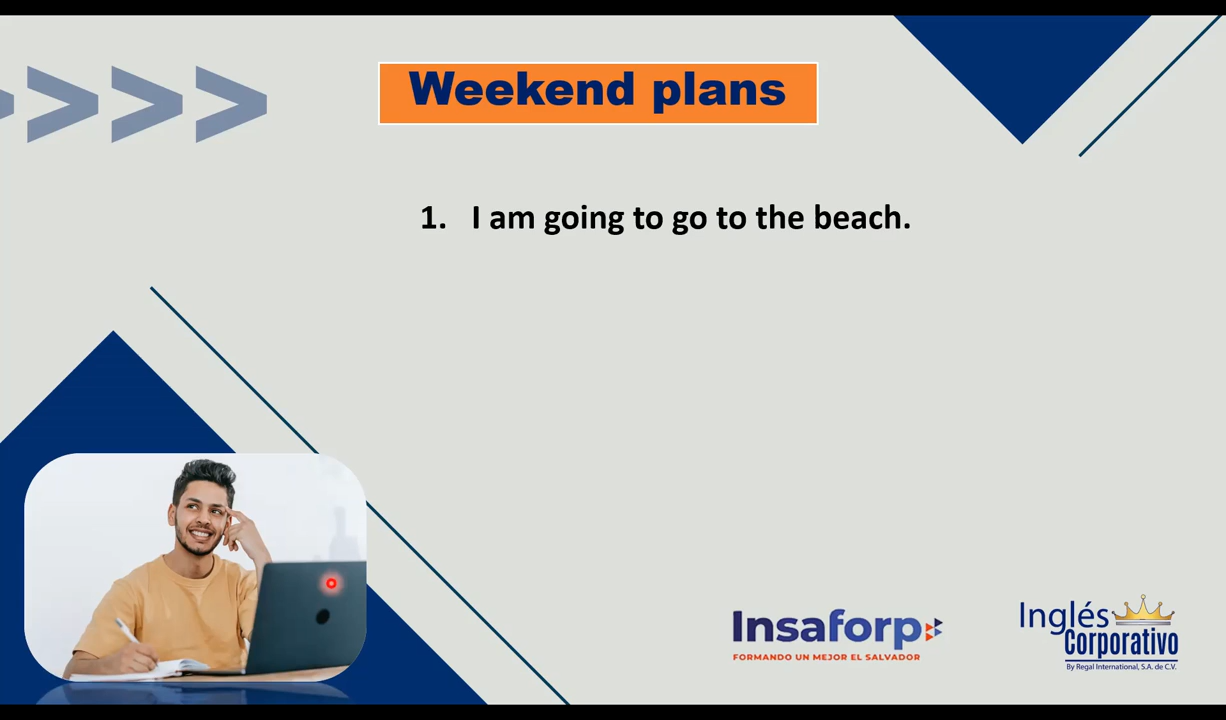 Weekend plans
1. I am going to go to the beach.
Insaforp
FORMANDO UN MEJOR EL SALVADOR
Inglés
Corporativo
By Regal International, S.A. de C.V.